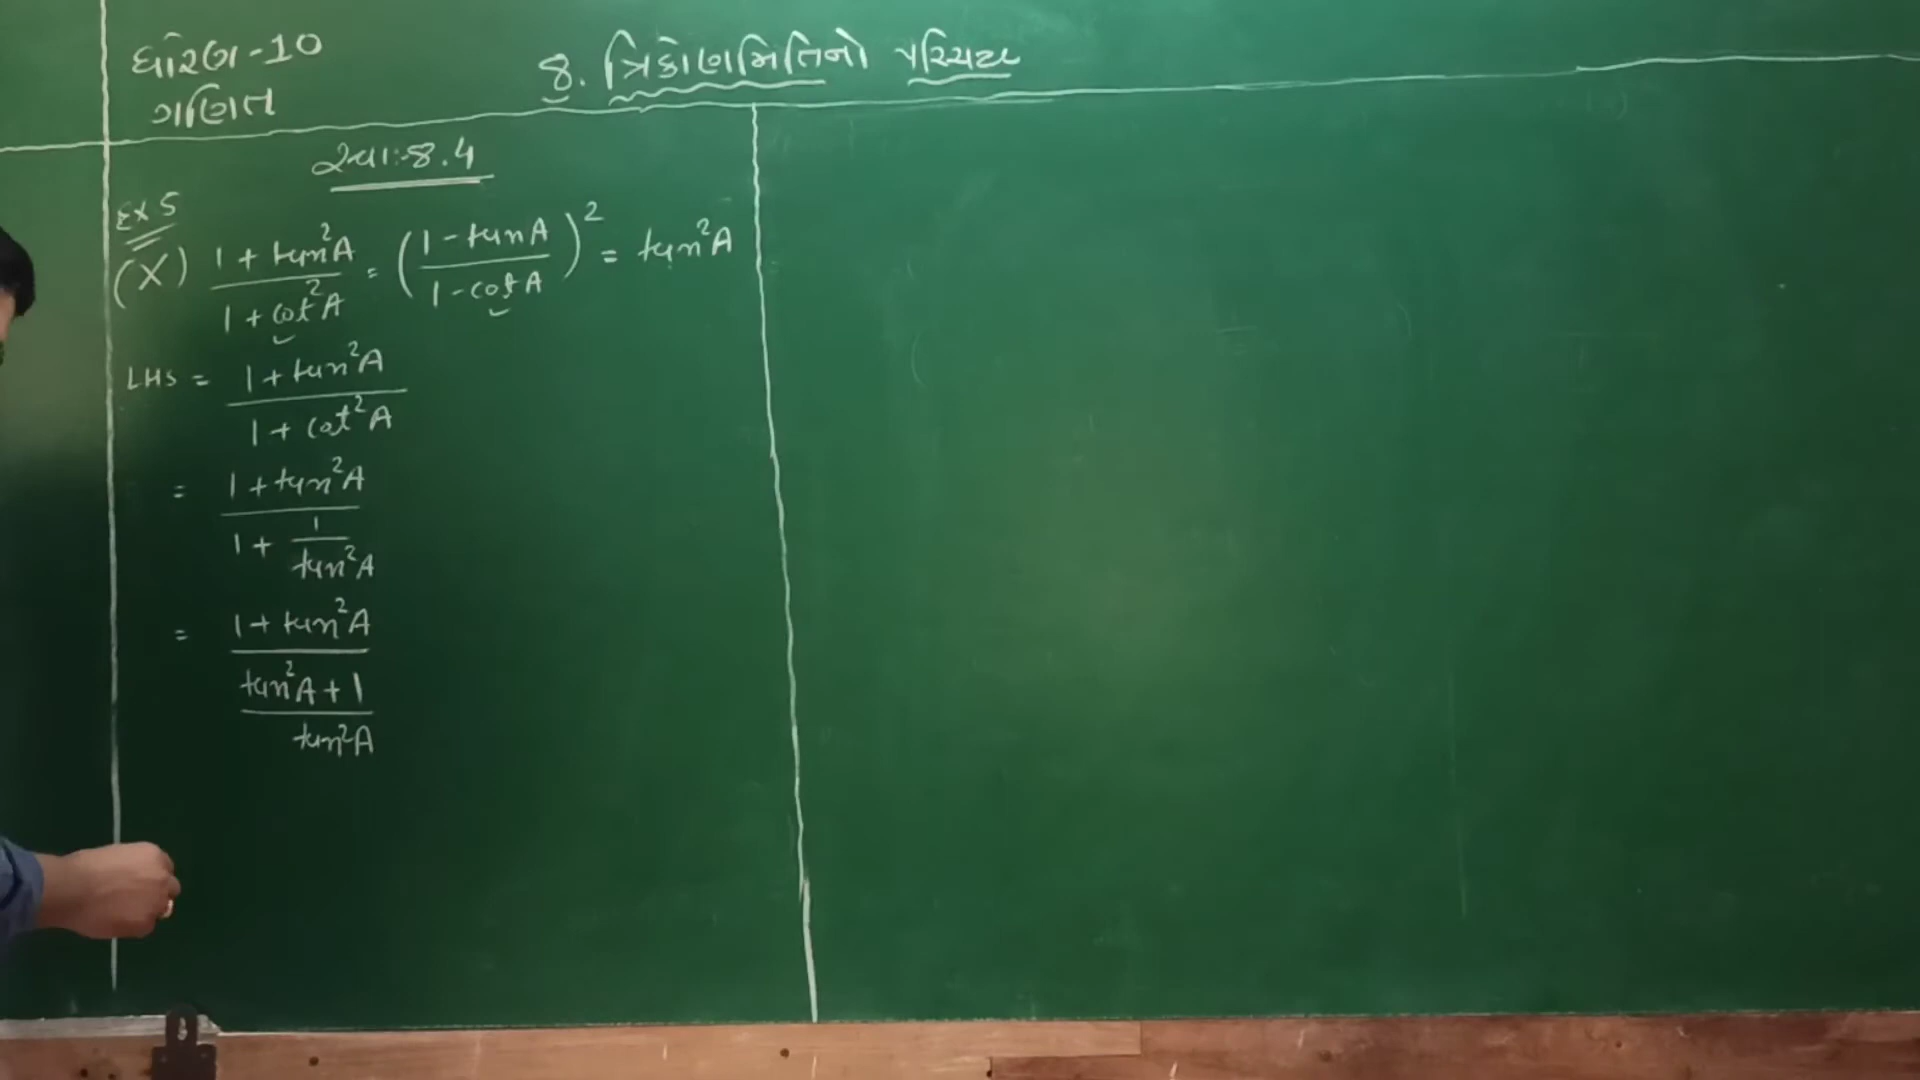 ધોરણ-10
ગણિત
8. ત્રિકોણમિતિનો પરિચય
સ્વાઃ-8.4
Ex 5
(X) (1 + tan²A)/(1 + cot²A) = ((1 - tanA)/(1 - cotA))² = tan²A
LHS = (1 + tan²A)/(1 + cot²A)
= (1 + tan²A)/(1 + 1/tan²A)
= (1 + tan²A)/((tan²A + 1)/tan²A)